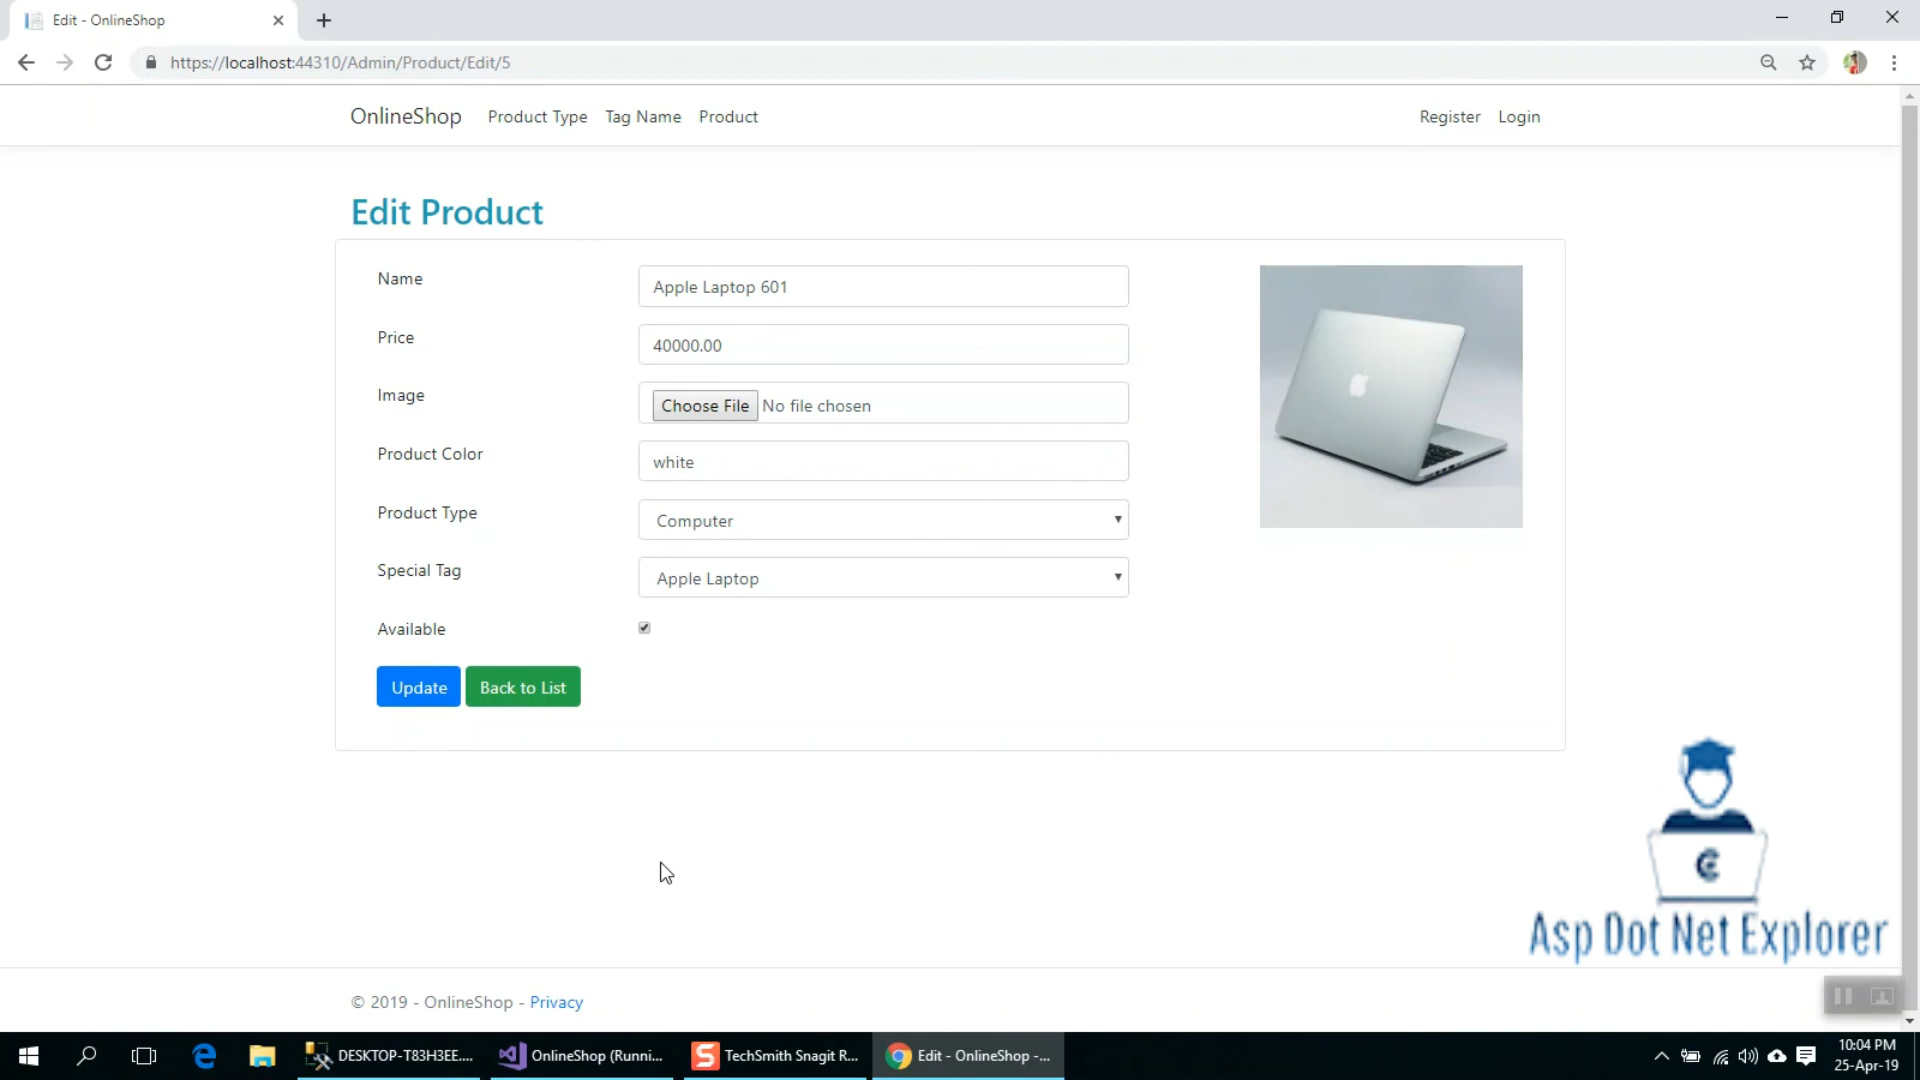 Edit - OnlineShop
https://localhost:44310/Admin/Product/Edit/5
OnlineShop Product Type Tag Name Product Register Login
Edit Product
Name Apple Laptop 601
Price 40000.00
Image Choose File No file chosen
Product Color white
Product Type Computer
Special Tag Apple Laptop
Available
Update Back to List
Asp Dot Net Explorer
© 2019 - OnlineShop - Privacy
DESKTOP-T83H3EE.... OnlineShop (Runni... TechSmith Snagit R... Edit - OnlineShop -...
10:04 PM
25-Apr-19